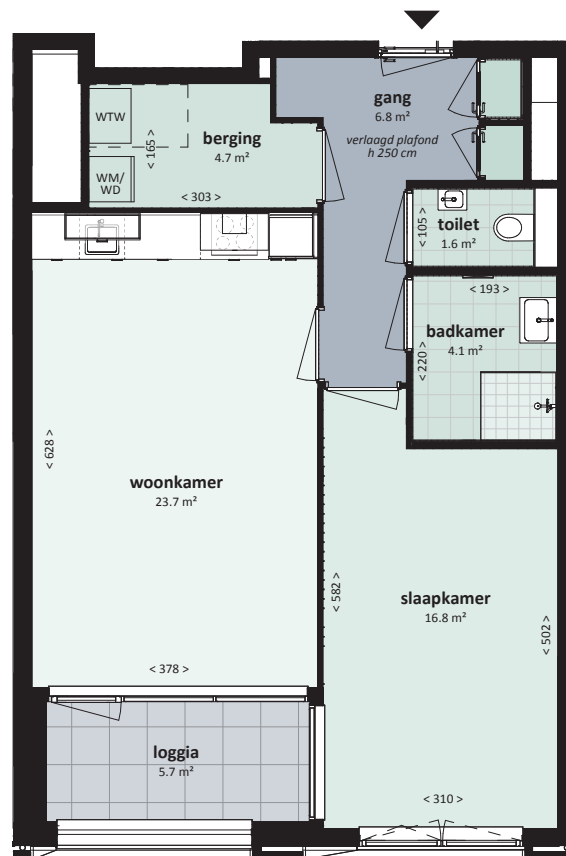 gang
6.8 m²
verlaagd plafond
h 250 cm
WTW
berging
4.7 m²
< 165 >
WM/
WD
< 303 >
toilet
1.6 m²
< 105 >
< 193 >
badkamer
4.1 m²
< 220 >
< 628 >
woonkamer
23.7 m²
< 378 >
< 582 >
slaapkamer
16.8 m²
< 502 >
loggia
5.7 m²
< 310 >